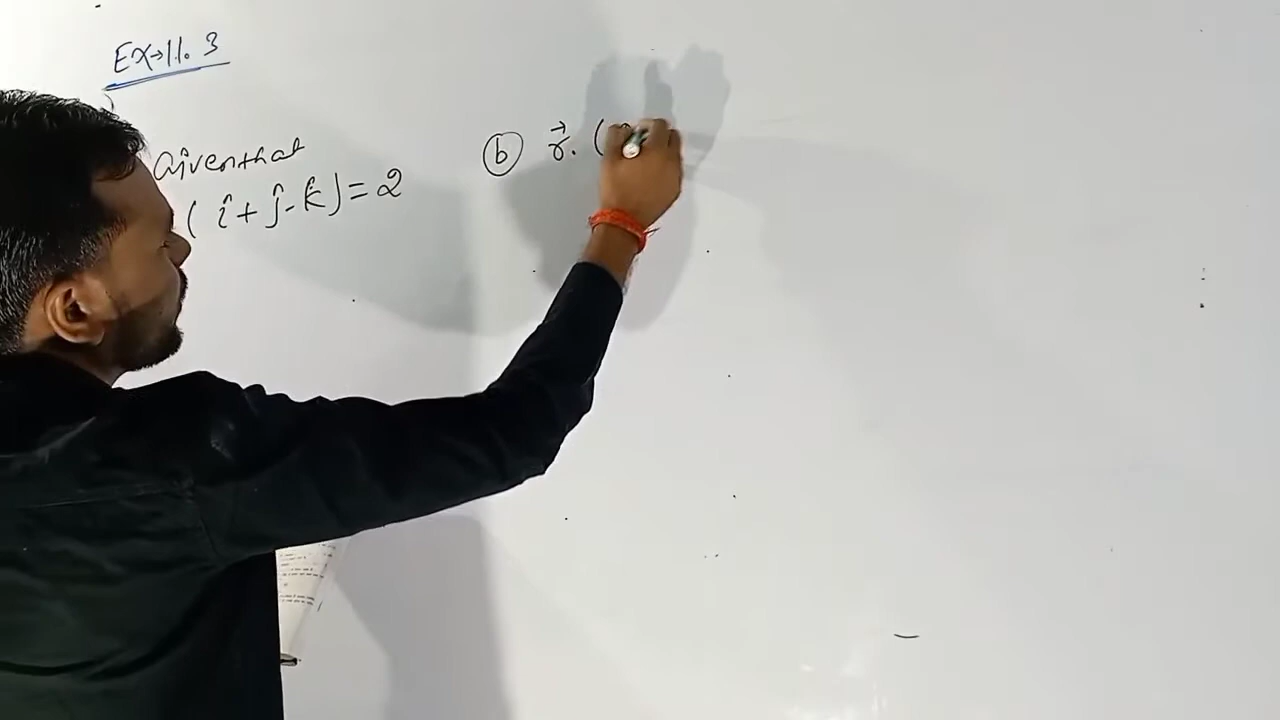 Ex→11.3
Given that
( î + ĵ - k̂ ) = 2
ⓑ r⃗. (